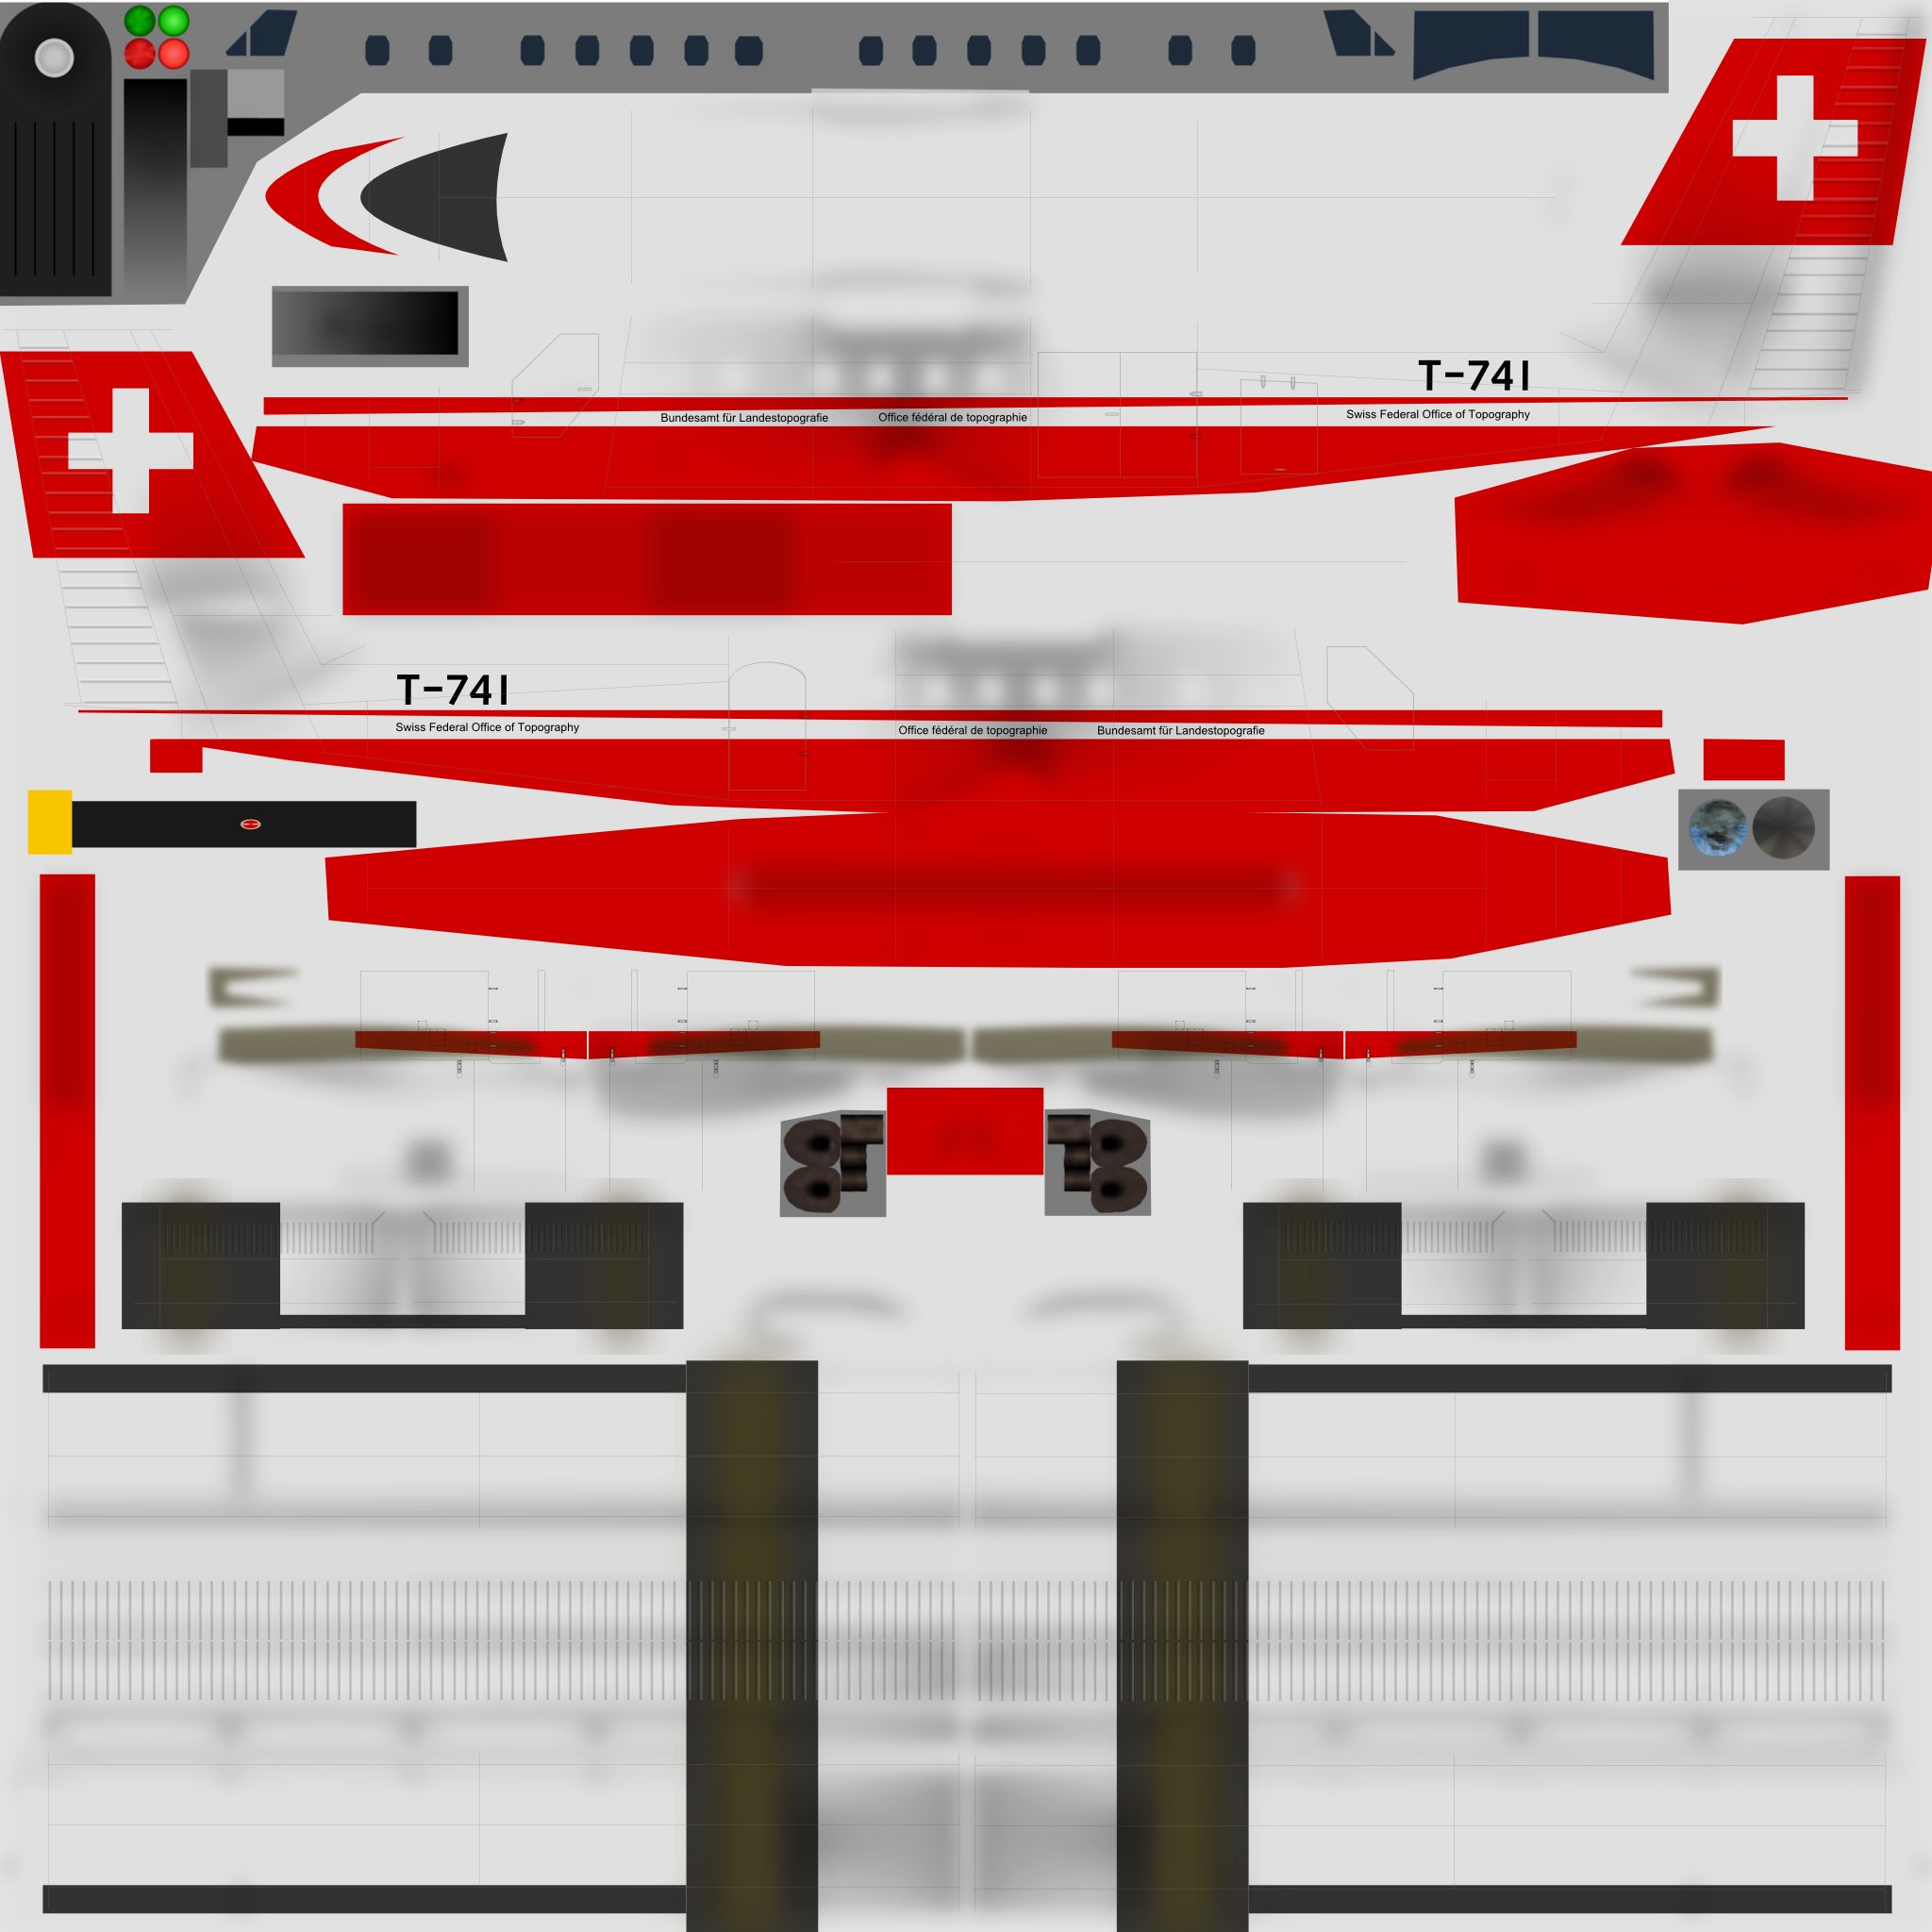 T-741
Bundesamt für Landestopografie
Office fédéral de topographie
Swiss Federal Office of Topography
T-741
Swiss Federal Office of Topography
Office fédéral de topographie
Bundesamt für Landestopografie